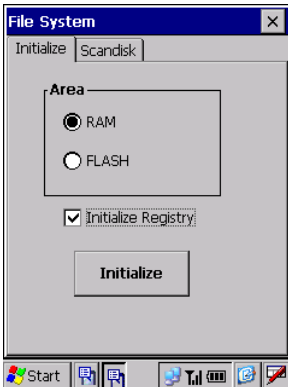 File System
Initialize Scandisk
Area
RAM
FLASH
Initialize Registry
Initialize
Start